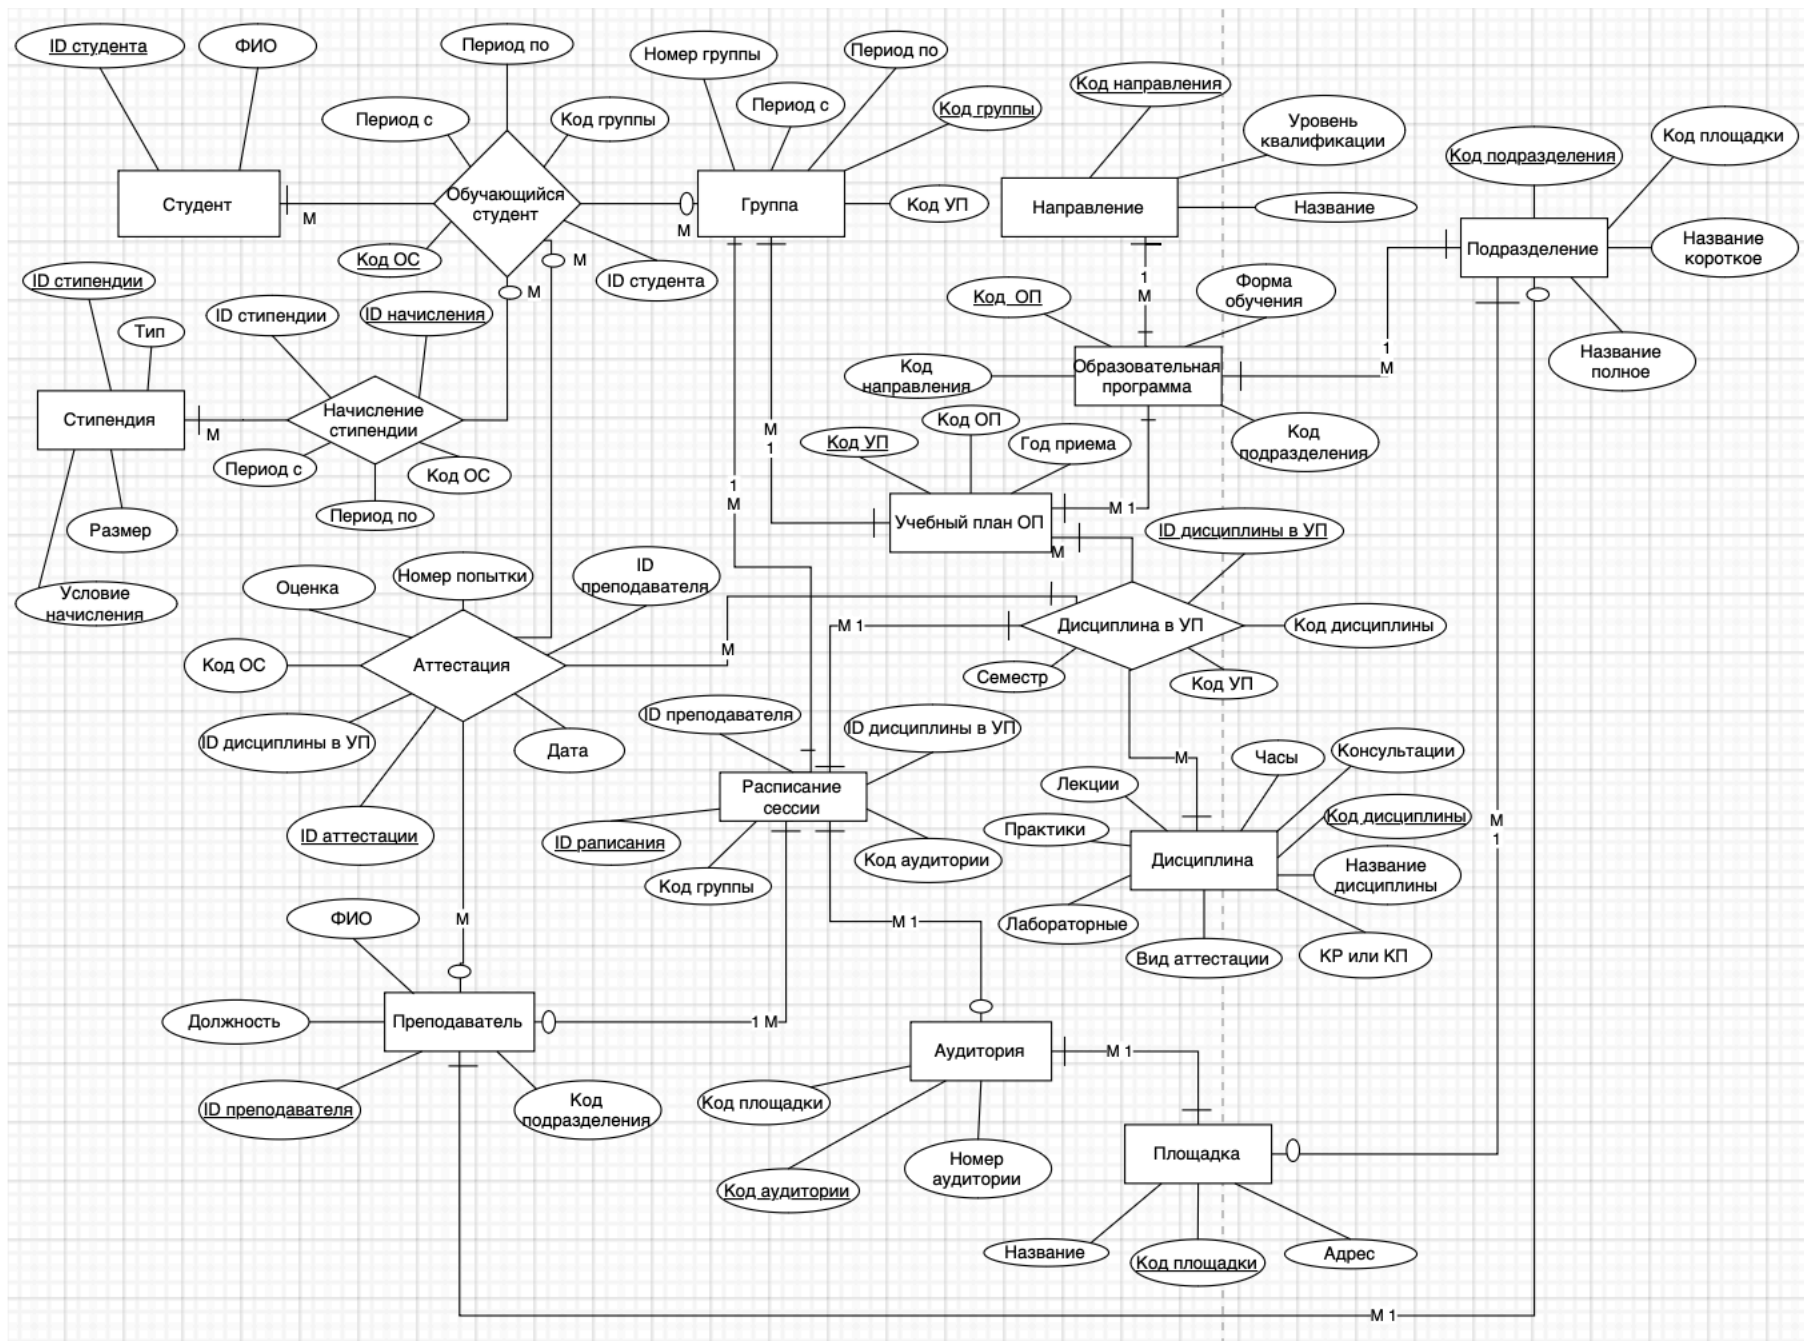 ID студента
ФИО
Период по
Номер группы
Период по
Период с
Код группы
Период с
Код группы
Код направления
Уровень
квалификации
Код подразделения
Код площадки
Студент
М
Обучающийся
студент
М
Группа
Код УП
Направление
Название
Подразделение
Название
короткое
Код ОС
М
ID студента
ID стипендии
Тип
ID стипендии
ID начисления
М
1
М
Код ОП
Форма
обучения
1
М
Название
полное
Образовательная
программа
Код
направления
Стипендия
М
Начисление
стипендии
Период с
Код ОС
Период по
Размер
Условие
начисления
М
1
Код УП
Код ОП
Год приема
Код
подразделения
1
М
Учебный план ОП
М 1
М
ID дисциплины в УП
Оценка
Номер попытки
ID
преподавателя
М 1
Дисциплина в УП
Код дисциплины
Код ОС
Аттестация
М
Семестр
Код УП
ID дисциплины в УП
Дата
ID аттестации
ID преподавателя
ID дисциплины в УП
Расписание
сессии
ID раписания
Код группы
Код аудитории
М
Часы
Консультации
Лекции
Код дисциплины
Практики
Дисциплина
Название
дисциплины
Лабораторные
Вид аттестации
КР или КП
М
1
ФИО
М
М 1
Должность
Преподаватель
1 М
ID преподавателя
Код
подразделения
Аудитория
М 1
Код площадки
Код аудитории
Номер
аудитории
Площадка
Название
Код площадки
Адрес
М 1